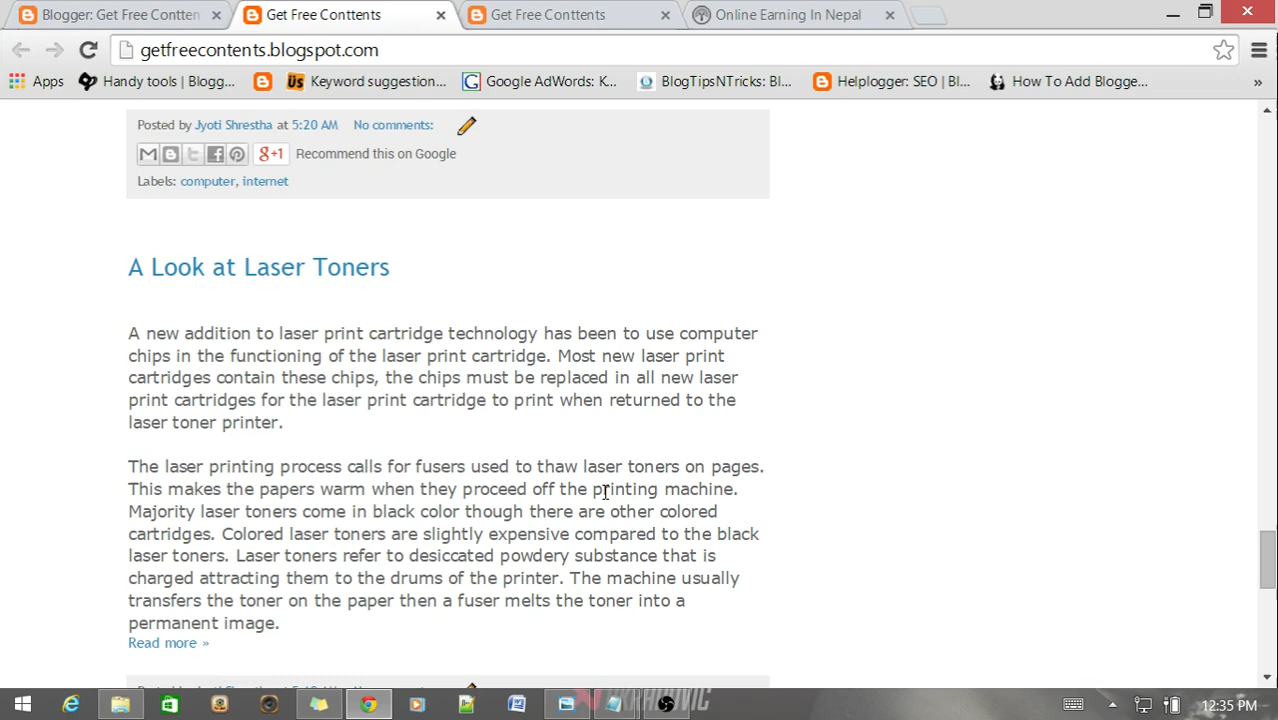 Blogger: Get Free Contten
Get Free Conttents
Get Free Conttents
Online Earning In Nepal
getfreecontents.blogspot.com
Apps
Handy tools | Blogg...
Keyword suggestion...
Google AdWords: K...
BlogTipsNTricks: Bl...
Helplogger: SEO | Bl...
How To Add Blogge...
»
Posted by Jyoti Shrestha at 5:20 AM No comments:
g+1 Recommend this on Google
Labels: computer, internet
A Look at Laser Toners
A new addition to laser print cartridge technology has been to use computer
chips in the functioning of the laser print cartridge. Most new laser print
cartridges contain these chips, the chips must be replaced in all new laser
print cartridges for the laser print cartridge to print when returned to the
laser toner printer.
The laser printing process calls for fusers used to thaw laser toners on pages.
This makes the papers warm when they proceed off the printing machine.
Majority laser toners come in black color though there are other colored
cartridges. Colored laser toners are slightly expensive compared to the black
laser toners. Laser toners refer to desiccated powdery substance that is
charged attracting them to the drums of the printer. The machine usually
transfers the toner on the paper then a fuser melts the toner into a
permanent image.
Read more »
12:35 PM